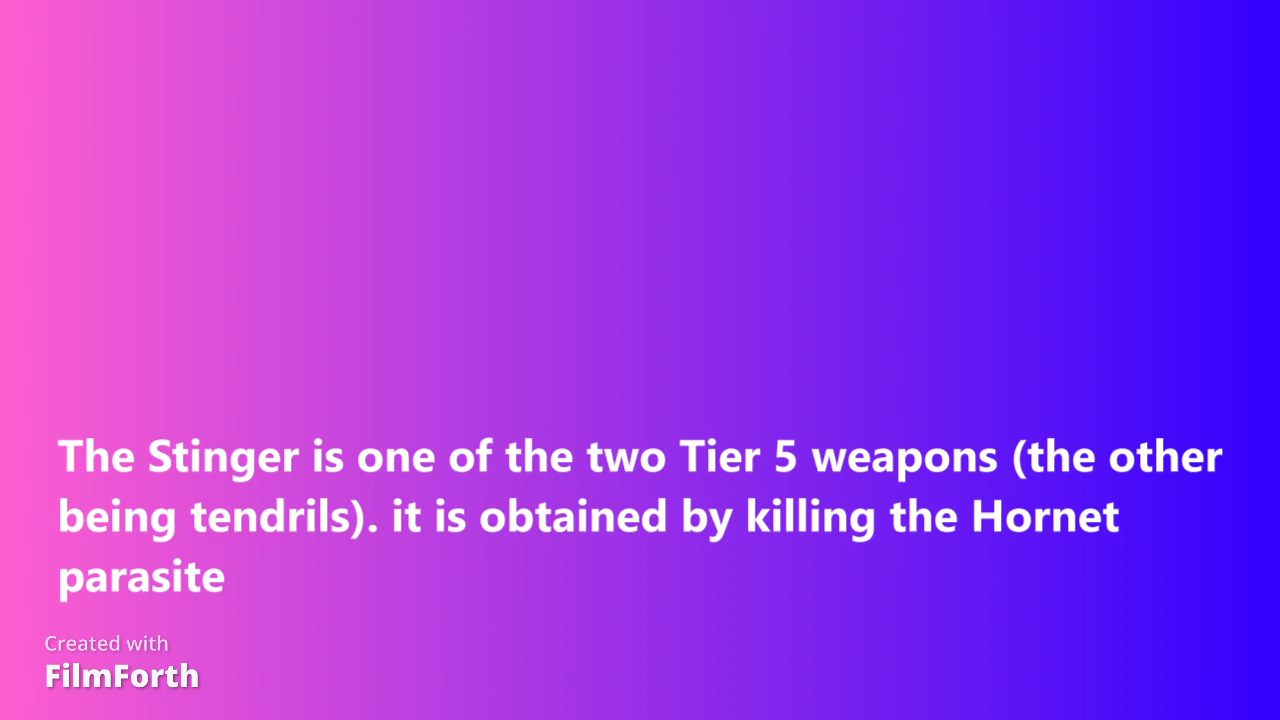 The Stinger is one of the two Tier 5 weapons (the other
being tendrils). it is obtained by killing the Hornet
parasite
Created with
FilmForth